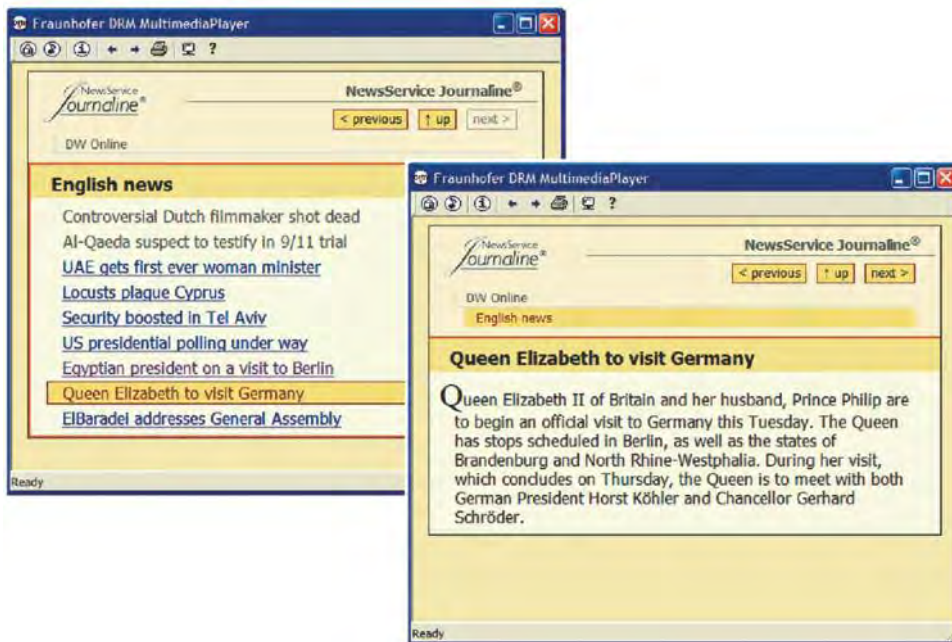 Fraunhofer DRM MultimediaPlayer
?
NewsService
Journaline®
NewsService Journaline®
< previous ↑ up next >
DW Online
English news
Controversial Dutch filmmaker shot dead
Al-Qaeda suspect to testify in 9/11 trial
UAE gets first ever woman minister
Locusts plague Cyprus
Security boosted in Tel Aviv
US presidential polling under way
Egyptian president on a visit to Berlin
Queen Elizabeth to visit Germany
ElBaradei addresses General Assembly
Ready
Fraunhofer DRM MultimediaPlayer
?
NewsService
Journaline®
NewsService Journaline®
< previous ↑ up next >
DW Online
English news
Queen Elizabeth to visit Germany
Queen Elizabeth II of Britain and her husband, Prince Philip are
to begin an official visit to Germany this Tuesday. The Queen
has stops scheduled in Berlin, as well as the states of
Brandenburg and North Rhine-Westphalia. During her visit,
which concludes on Thursday, the Queen is to meet with both
German President Horst Köhler and Chancellor Gerhard
Schröder.
Ready